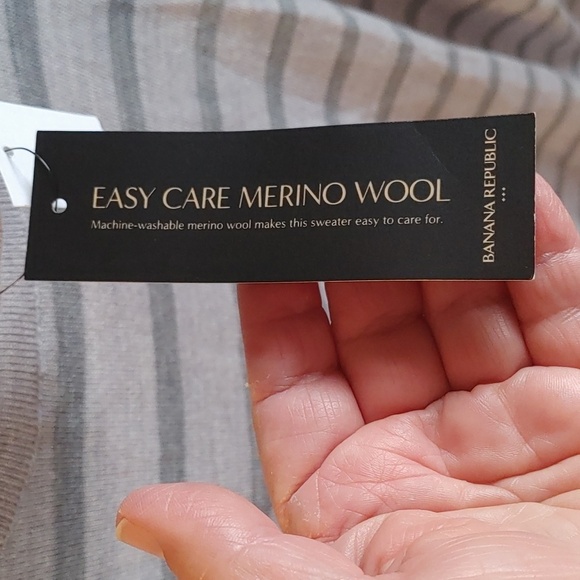 EASY CARE MERINO WOOL
Machine-washable merino wool makes this sweater easy to care for.
BANANA REPUBLIC